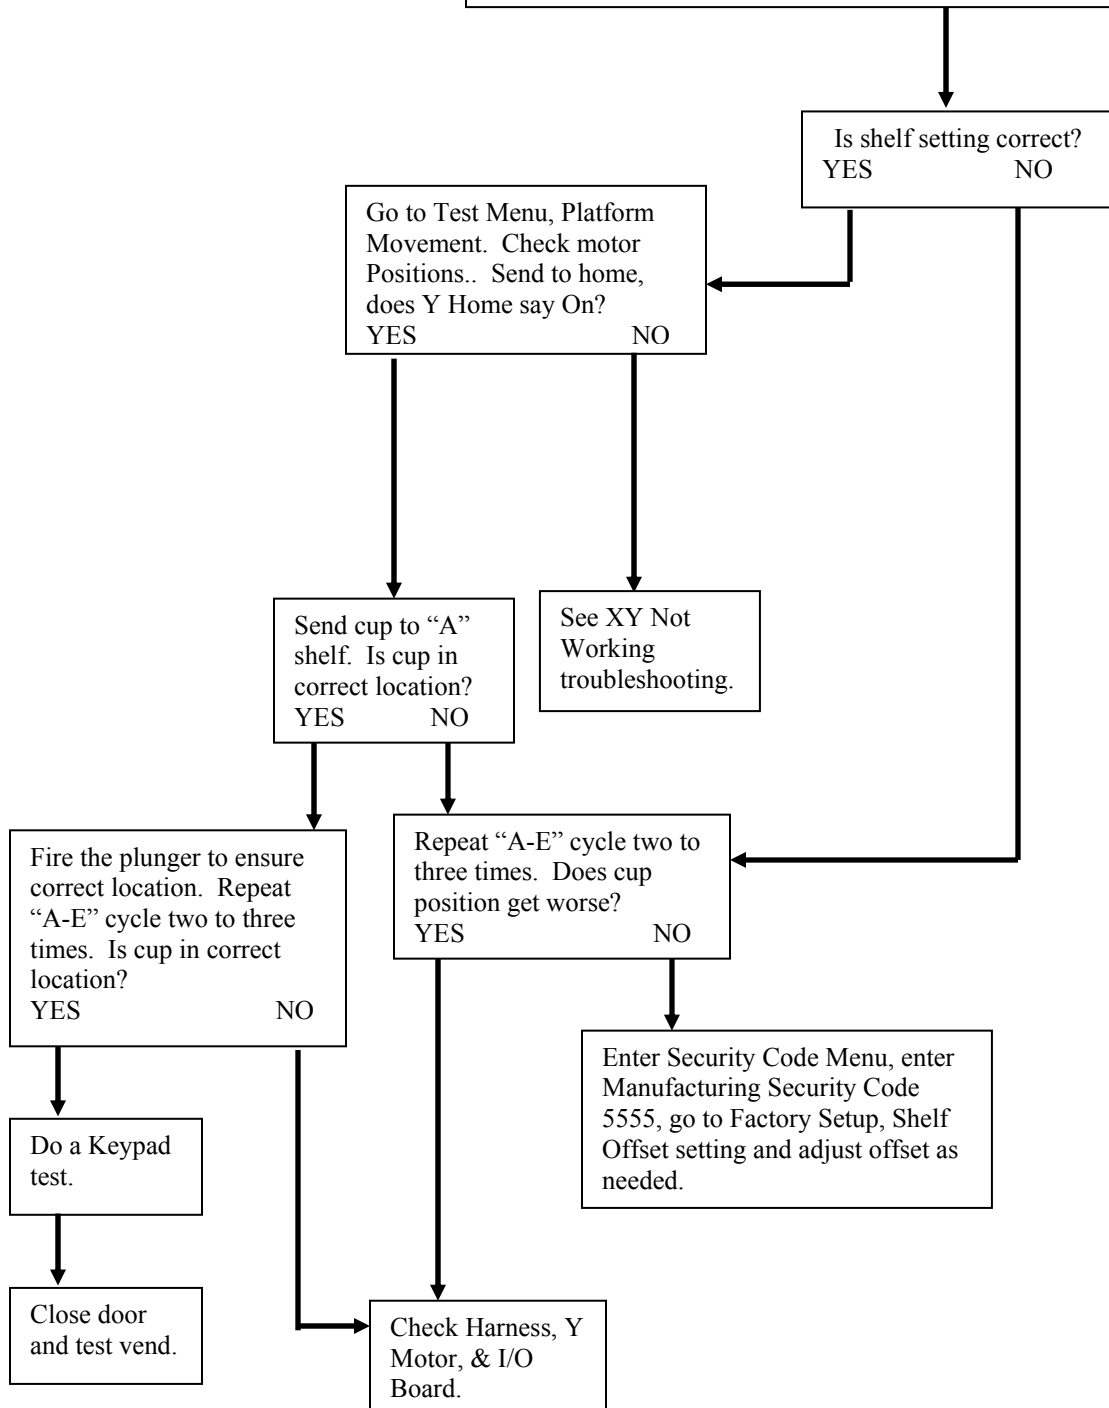 Is shelf setting correct?
YES NO
Go to Test Menu, Platform
Movement. Check motor
Positions.. Send to home,
does Y Home say On?
YES NO
Send cup to “A”
shelf. Is cup in
correct location?
YES NO
See XY Not
Working
troubleshooting.
Fire the plunger to ensure
correct location. Repeat
“A-E” cycle two to three
times. Is cup in correct
location?
YES NO
Repeat “A-E” cycle two to
three times. Does cup
position get worse?
YES NO
Enter Security Code Menu, enter
Manufacturing Security Code
5555, go to Factory Setup, Shelf
Offset setting and adjust offset as
needed.
Do a Keypad
test.
Close door
and test vend.
Check Harness, Y
Motor, & I/O
Board.